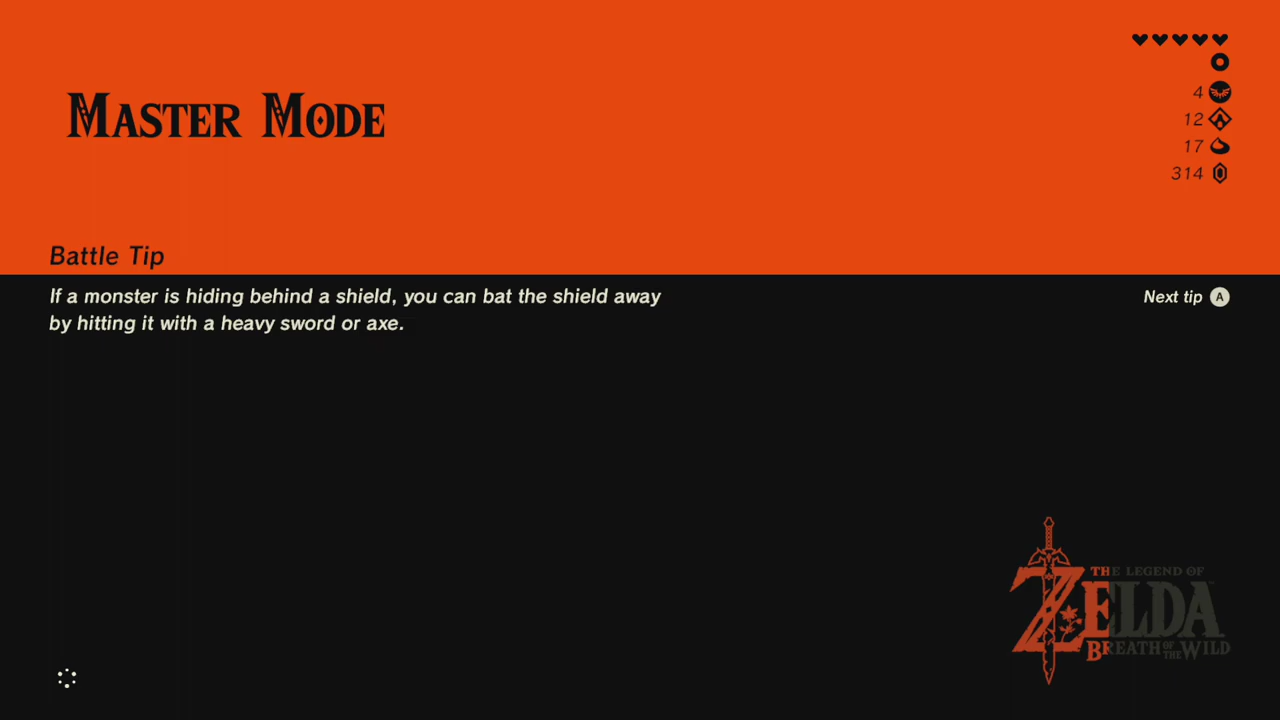 MASTER MODE
4
12
17
314
Battle Tip
If a monster is hiding behind a shield, you can bat the shield away
by hitting it with a heavy sword or axe.
Next tip A
THE LEGEND OF
ZELDA
BREATH OF THE WILD